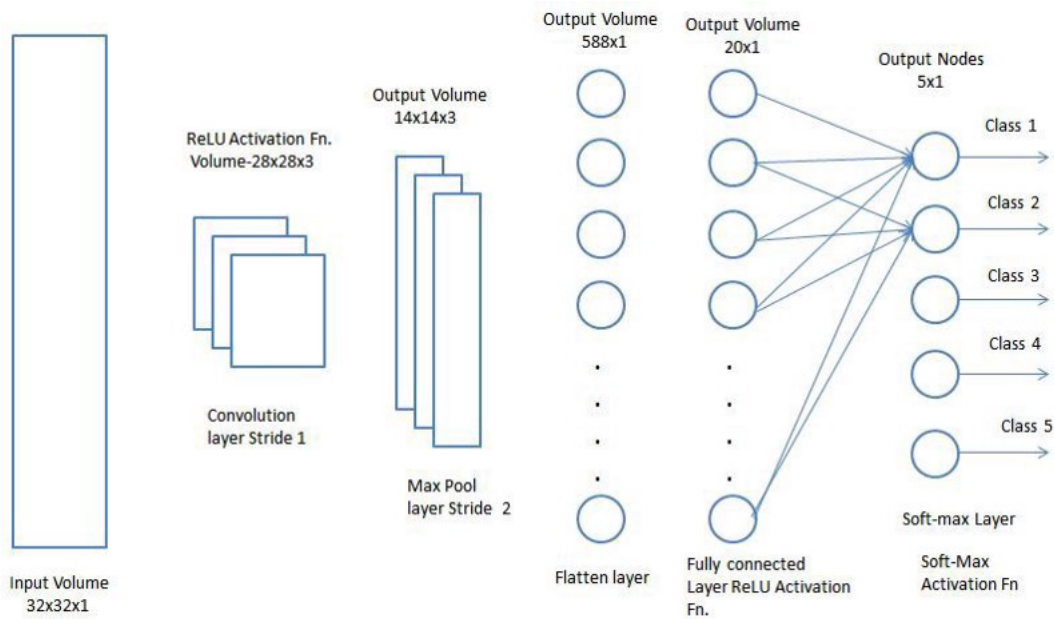 Input Volume
32x32x1
ReLU Activation Fn.
Volume-28x28x3
Convolution
layer Stride 1
Output Volume
14x14x3
Max Pool
layer Stride 2
Output Volume
588x1
Flatten layer
Output Volume
20x1
Fully connected
Layer ReLU Activation
Fn.
Output Nodes
5x1
Class 1
Class 2
Class 3
Class 4
Class 5
Soft-max Layer
Soft-Max
Activation Fn